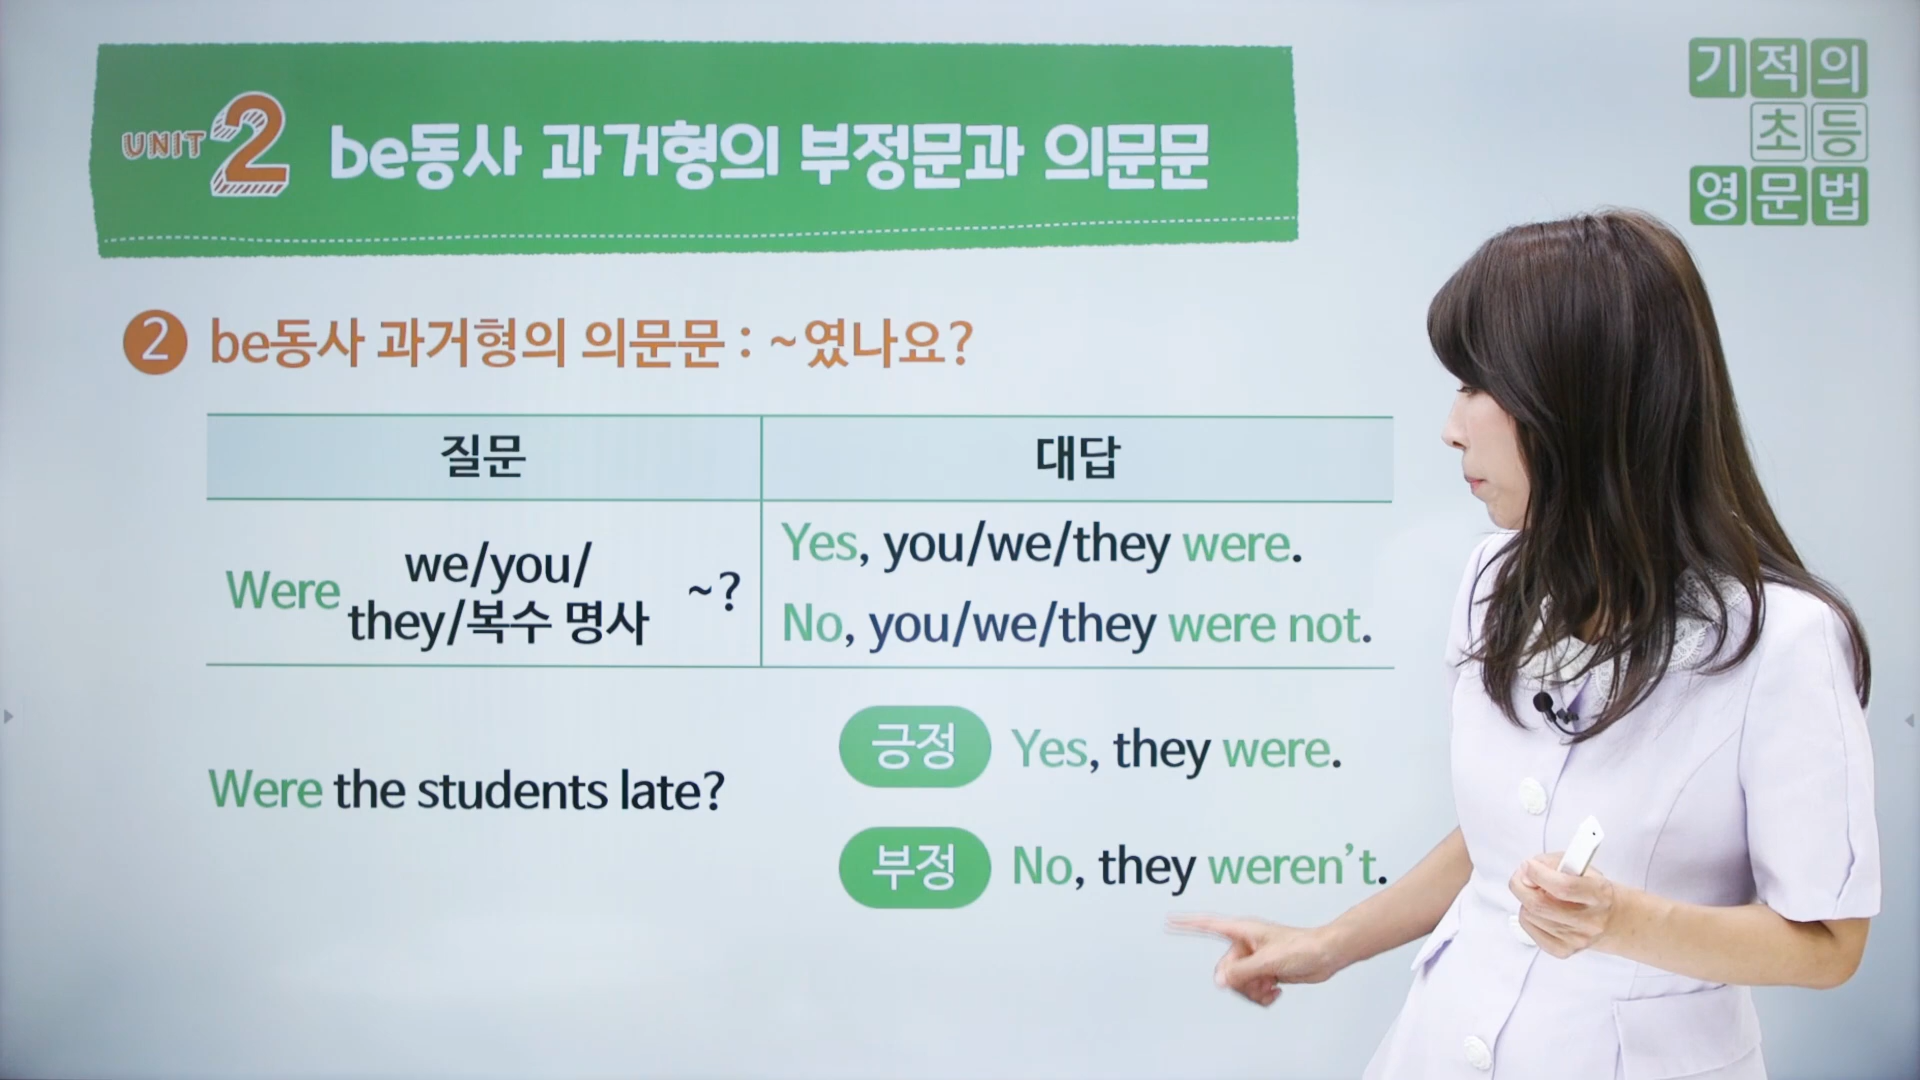 UNIT 2 be동사 과거형의 부정문과 의문문
기적의
초등
영문법
2 be동사 과거형의 의문문 : ~였나요?
질문
대답
Were we/you/
they/복수 명사 ~?
Yes, you/we/they were.
No, you/we/they were not.
Were the students late?
긍정 Yes, they were.
부정 No, they weren't.